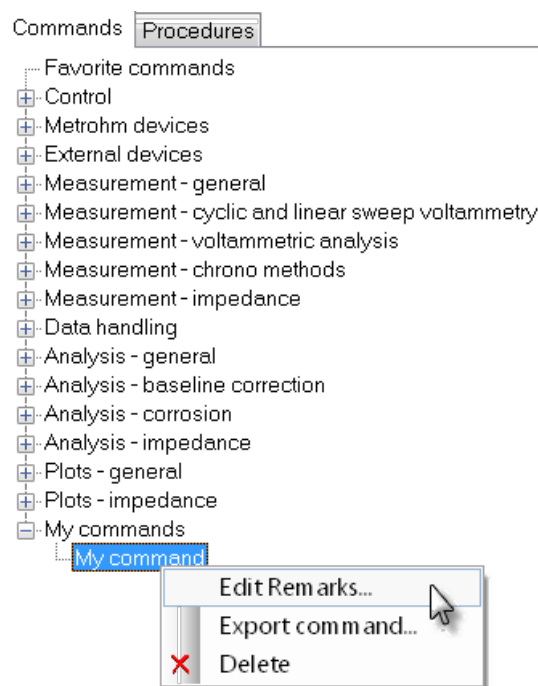 Commands Procedures
Favorite commands
Control
Metrohm devices
External devices
Measurement - general
Measurement - cyclic and linear sweep voltammetry
Measurement - voltammetric analysis
Measurement - chrono methods
Measurement - impedance
Data handling
Analysis - general
Analysis - baseline correction
Analysis - corrosion
Analysis - impedance
Plots - general
Plots - impedance
My commands
My command
Edit Remarks...
Export command...
Delete